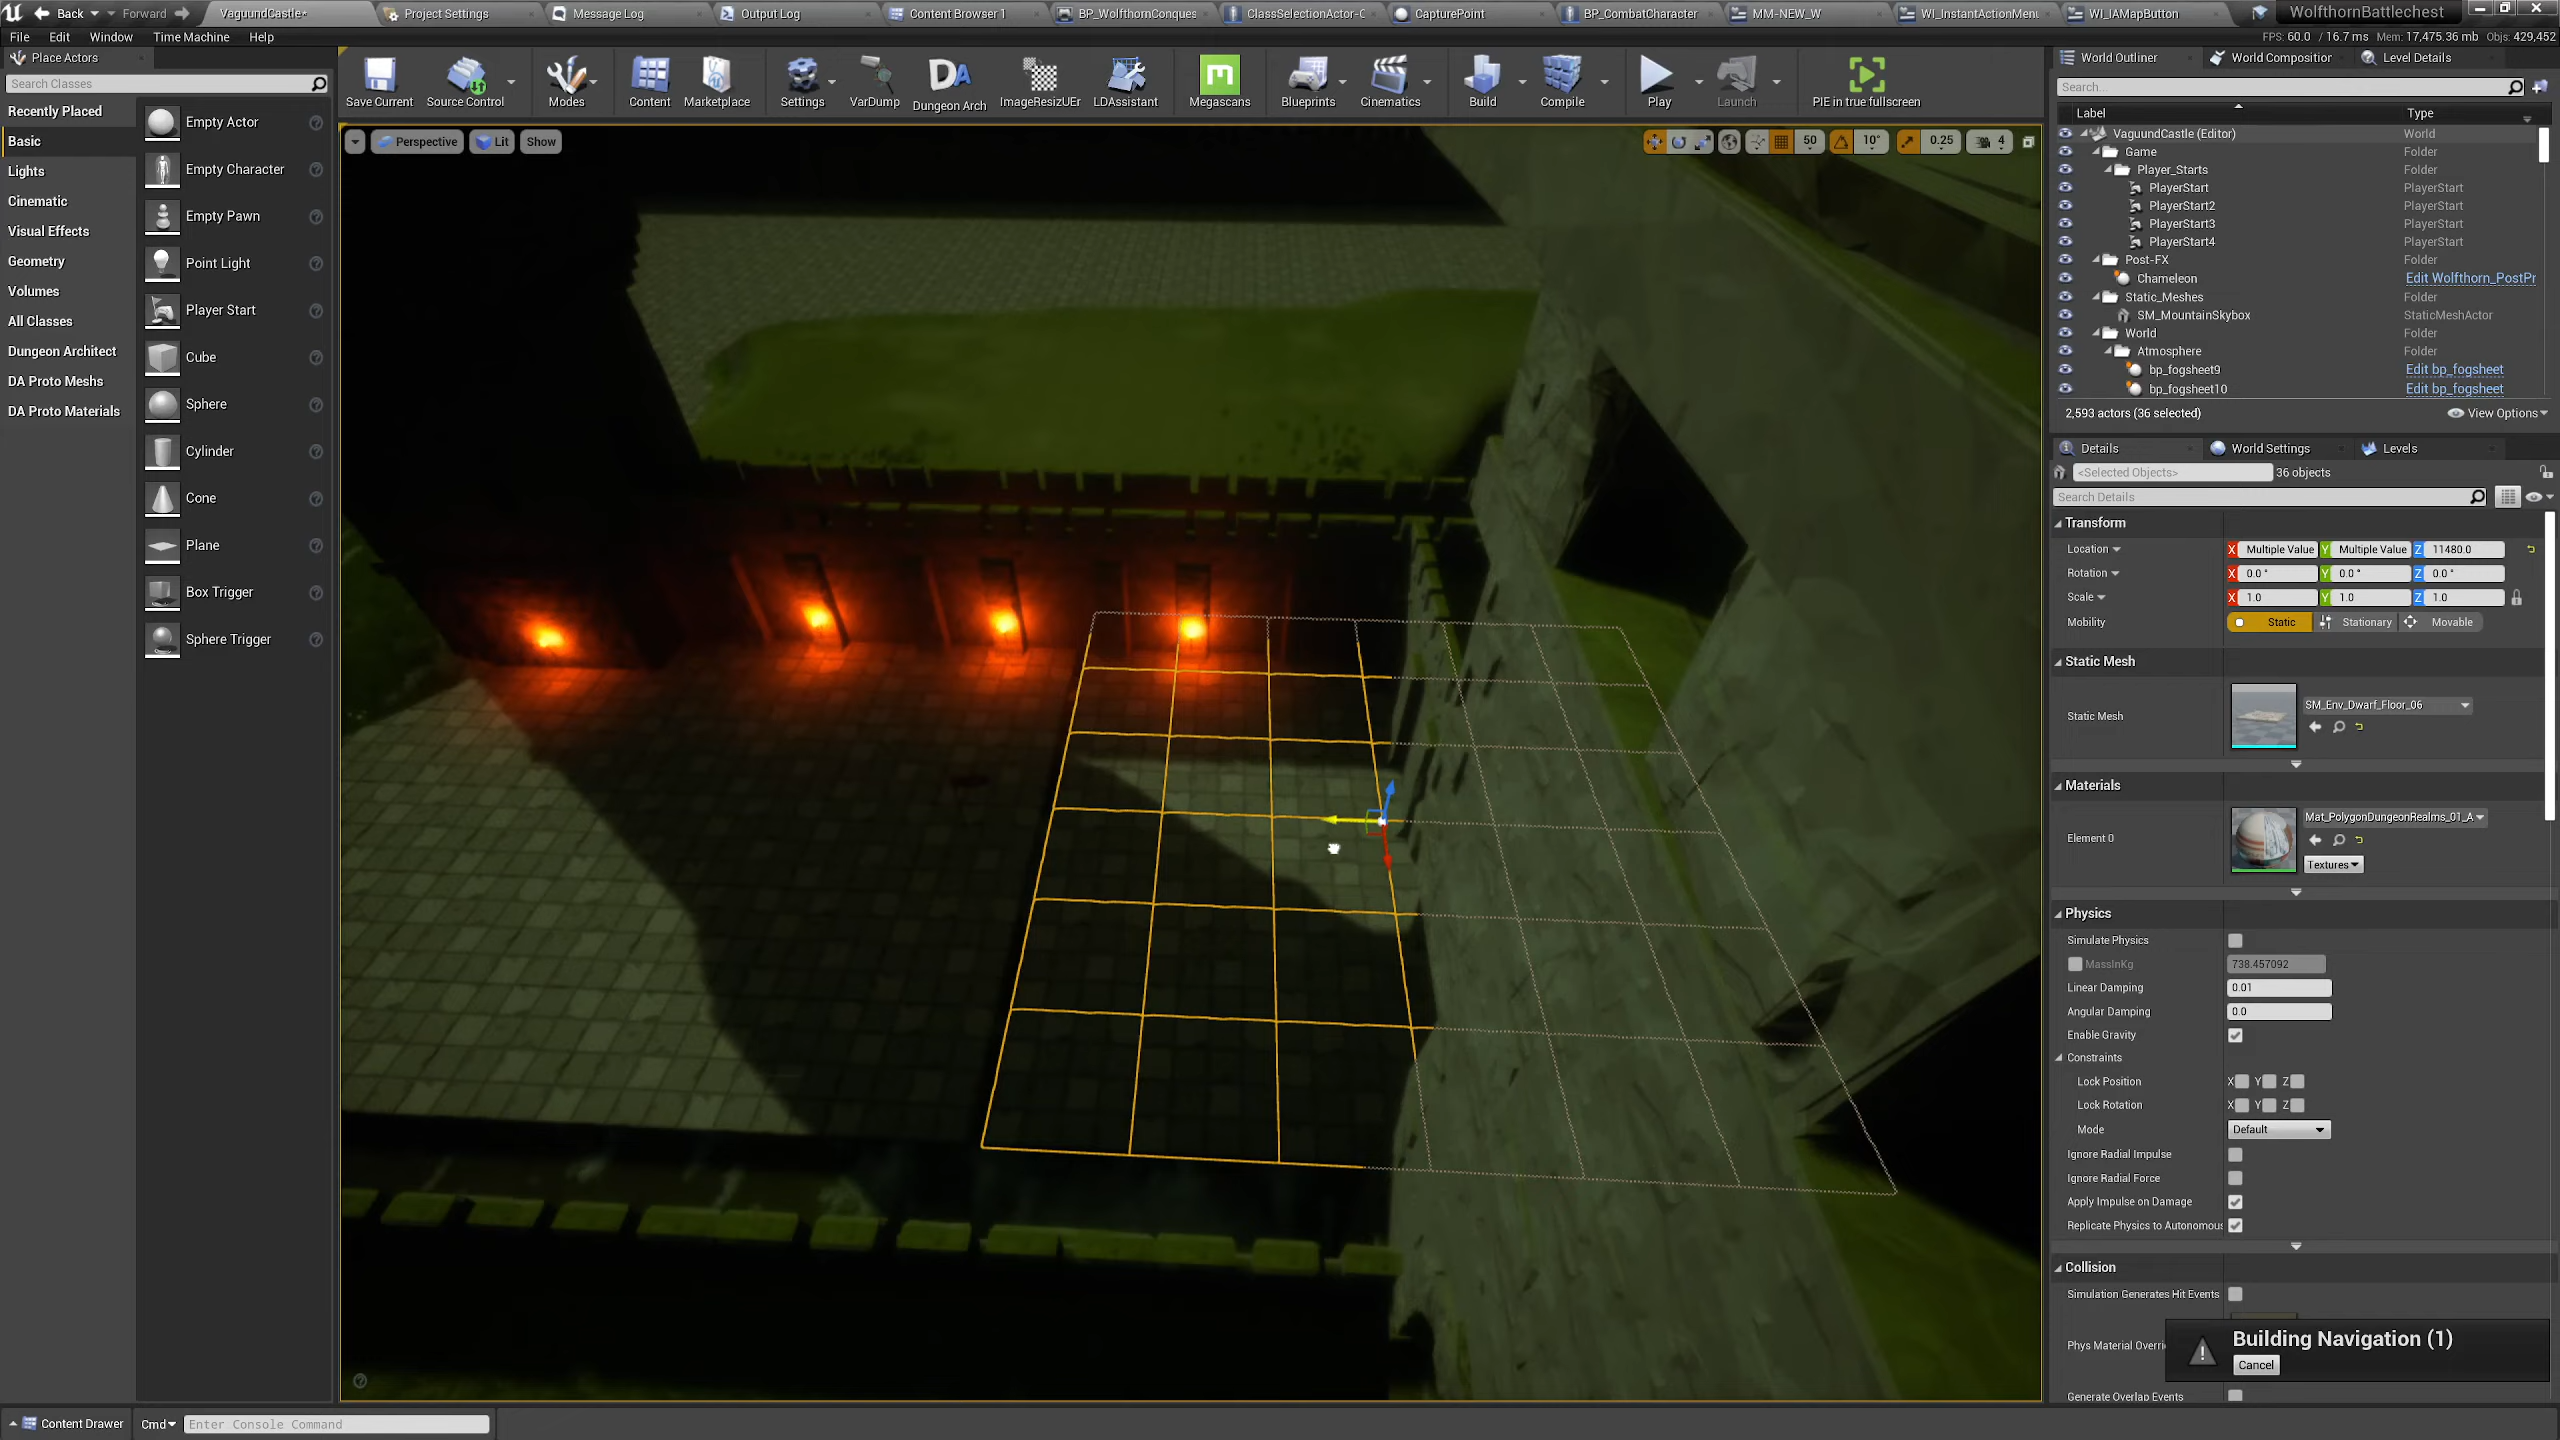 Back Forward VaguundCastle* Project Settings Message Log Output Log Content Browser 1 BP_WolfthornConques ClassSelectionActor-C CapturePoint BP_CombatCharacter MM-NEW_W WI_InstantActionMenu WI_IAMapButton WolfthornBattlechest
File Edit Window Time Machine Help FPS: 60.0 / 16.7 ms Mem: 17,475.36 mb Objs: 429,452
Place Actors
Search Classes
Recently Placed
Basic
Lights
Cinematic
Visual Effects
Geometry
Volumes
All Classes
Dungeon Architect
DA Proto Meshs
DA Proto Materials
Empty Actor
Empty Character
Empty Pawn
Point Light
Player Start
Cube
Sphere
Cylinder
Cone
Plane
Box Trigger
Sphere Trigger
Save Current Source Control Modes Content Marketplace Settings VarDump Dungeon Arch ImageResizUEr LDAssistant Megascans Blueprints Cinematics Build Compile Play Launch PIE in true fullscreen
Perspective Lit Show 50 10° 0.25 4
World Outliner World Composition Level Details
Search...
Label Type
VaguundCastle (Editor) World
Game Folder
Player_Starts Folder
PlayerStart PlayerStart
PlayerStart2 PlayerStart
PlayerStart3 PlayerStart
PlayerStart4 PlayerStart
Post-FX Folder
Chameleon Edit Wolfthorn_PostPr
Static_Meshes Folder
SM_MountainSkybox StaticMeshActor
World Folder
Atmosphere Folder
bp_fogsheet9 Edit bp_fogsheet
bp_fogsheet10 Edit bp_fogsheet
2,593 actors (36 selected) View Options
Details World Settings Levels
<Selected Objects> 36 objects
Search Details
Transform
Location X Multiple Value Y Multiple Value Z 11480.0
Rotation X 0.0 ° Y 0.0 ° Z 0.0 °
Scale X 1.0 Y 1.0 Z 1.0
Mobility Static Stationary Movable
Static Mesh
Static Mesh SM_Env_Dwarf_Floor_06
Materials
Element 0 Mat_PolygonDungeonRealms_01_A
Textures
Physics
Simulate Physics
MassInKg 738.457092
Linear Damping 0.01
Angular Damping 0.0
Enable Gravity
Constraints
Lock Position X Y Z
Lock Rotation X Y Z
Mode Default
Ignore Radial Impulse
Ignore Radial Force
Apply Impulse on Damage
Replicate Physics to Autonomous
Collision
Simulation Generates Hit Events
Phys Material Overri
Building Navigation (1)
Cancel
Generate Overlap Events
Content Drawer Cmd Enter Console Command